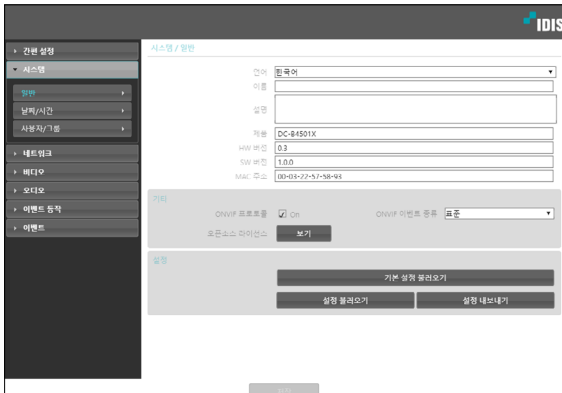 IDIS
간편 설정
시스템
일반
날짜/시간
사용자/그룹
네트워크
비디오
오디오
이벤트 동작
이벤트
시스템 / 일반
언어 한국어
이름
설명
제품 DC-B4501X
HW 버전 0.3
SW 버전 1.0.0
MAC 주소 00-03-22-57-58-93
기타
ONVIF 프로토콜 On ONVIF 이벤트 종류 표준
오픈소스 라이선스 보기
설정
기본 설정 불러오기
설정 불러오기 설정 내보내기